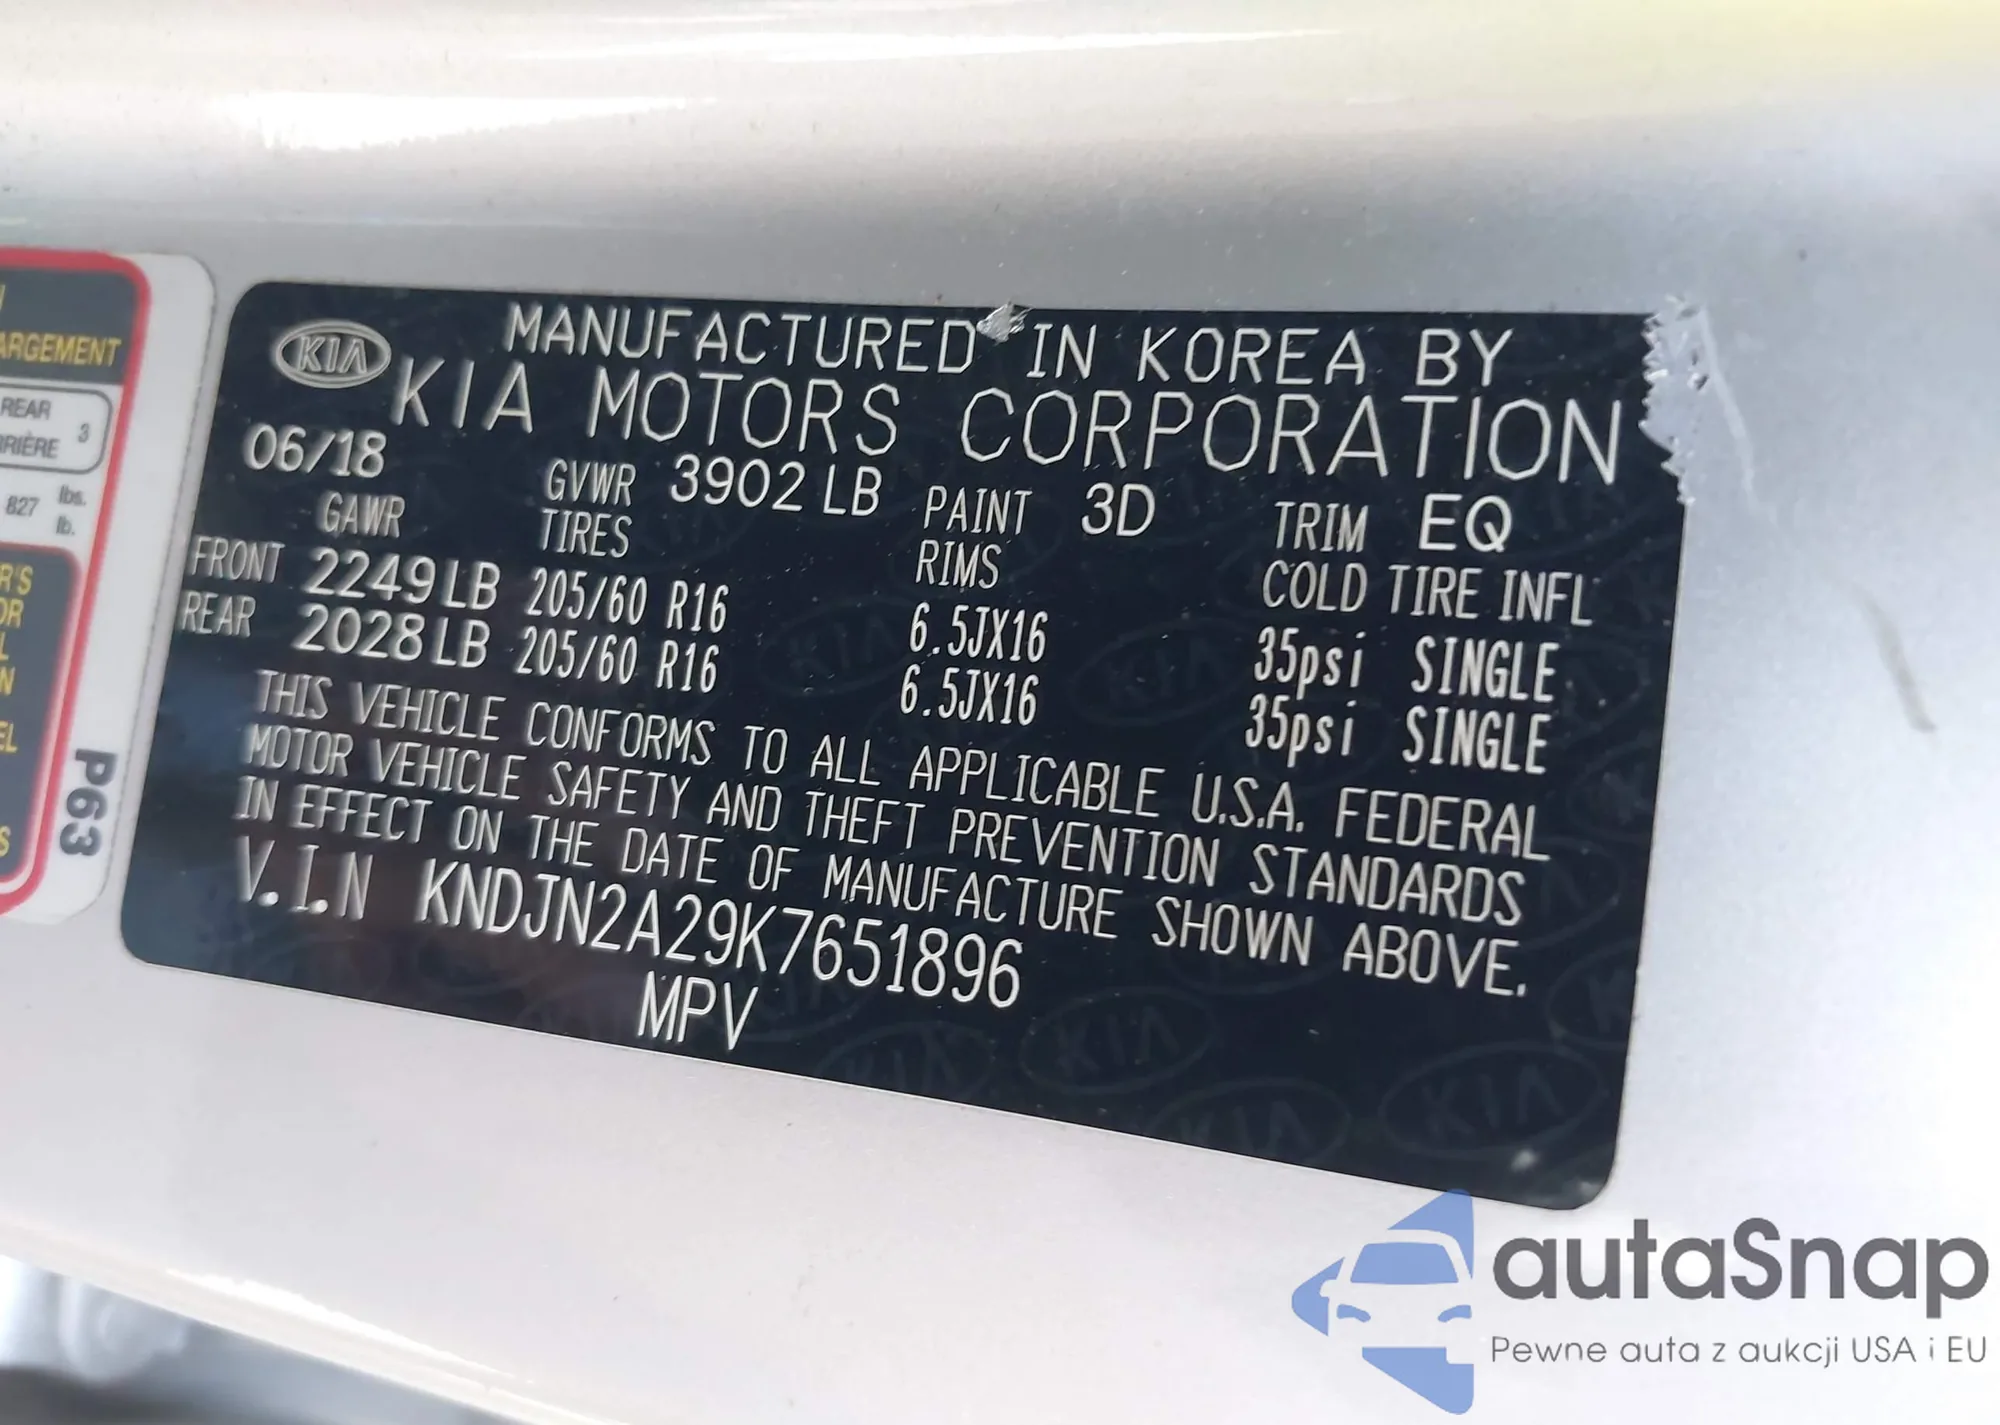 KIA
MANUFACTURED IN KOREA BY
KIA MOTORS CORPORATION
06/18 GVWR 3902 LB PAINT 3D TRIM EQ
GAWR TIRES RIMS COLD TIRE INFL
FRONT 2249 LB 205/60 R16 6.5JX16 35psi SINGLE
REAR 2028 LB 205/60 R16 6.5JX16 35psi SINGLE
THIS VEHICLE CONFORMS TO ALL APPLICABLE U.S.A. FEDERAL
MOTOR VEHICLE SAFETY AND THEFT PREVENTION STANDARDS
IN EFFECT ON THE DATE OF MANUFACTURE SHOWN ABOVE.
V.I.N KNDJN2A29K7651896
MPV
ARGEMENT
REAR 3
RIÈRE
827 lbs.
lb.
R'S
OR
L
N
EL
S
P63
autaSnap
Pewne auta z aukcji USA i EU